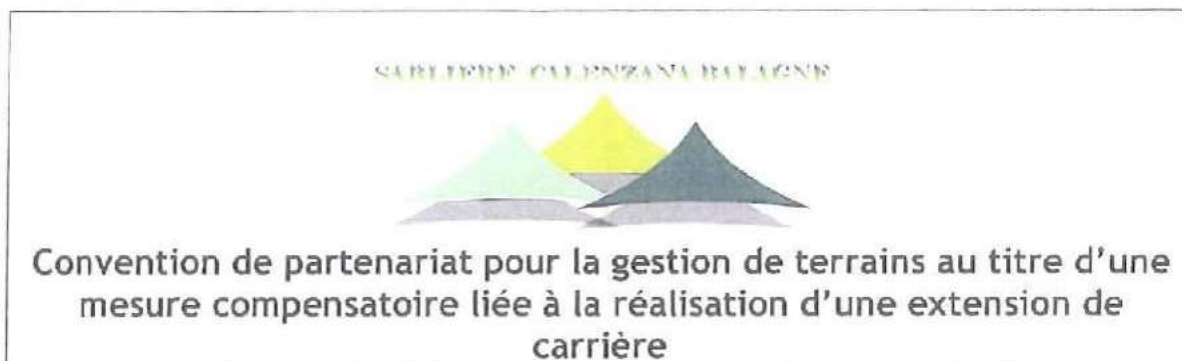 SABLIERE CALENZANA BALAGNE
Convention de partenariat pour la gestion de terrains au titre d'une
mesure compensatoire liée à la réalisation d'une extension de
carrière